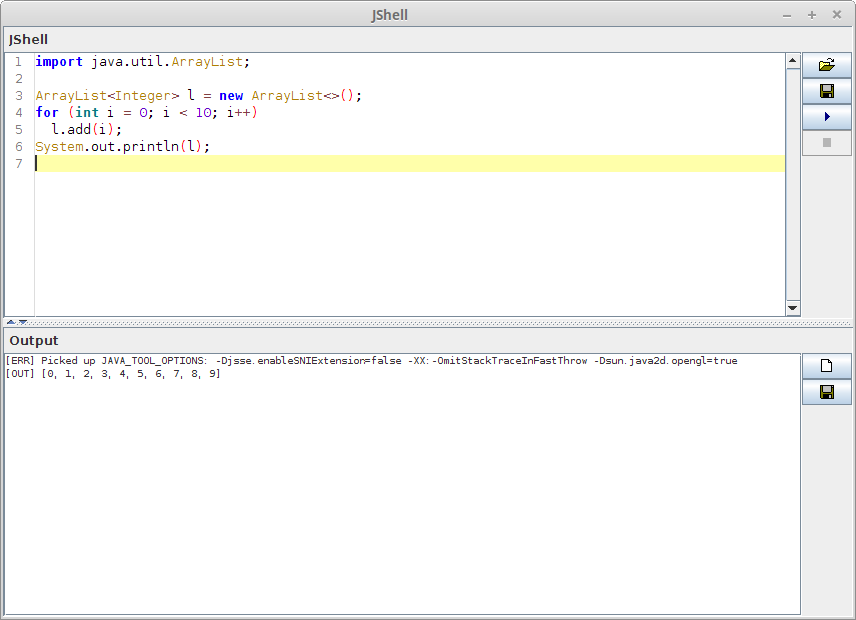 JShell
JShell
1 import java.util.ArrayList;
2
3 ArrayList<Integer> l = new ArrayList<>();
4 for (int i = 0; i < 10; i++)
5   l.add(i);
6 System.out.println(l);
7
Output
[ERR] Picked up JAVA_TOOL_OPTIONS: -Djsse.enableSNIExtension=false -XX:-OmitStackTraceInFastThrow -Dsun.java2d.opengl=true
[OUT] [0, 1, 2, 3, 4, 5, 6, 7, 8, 9]